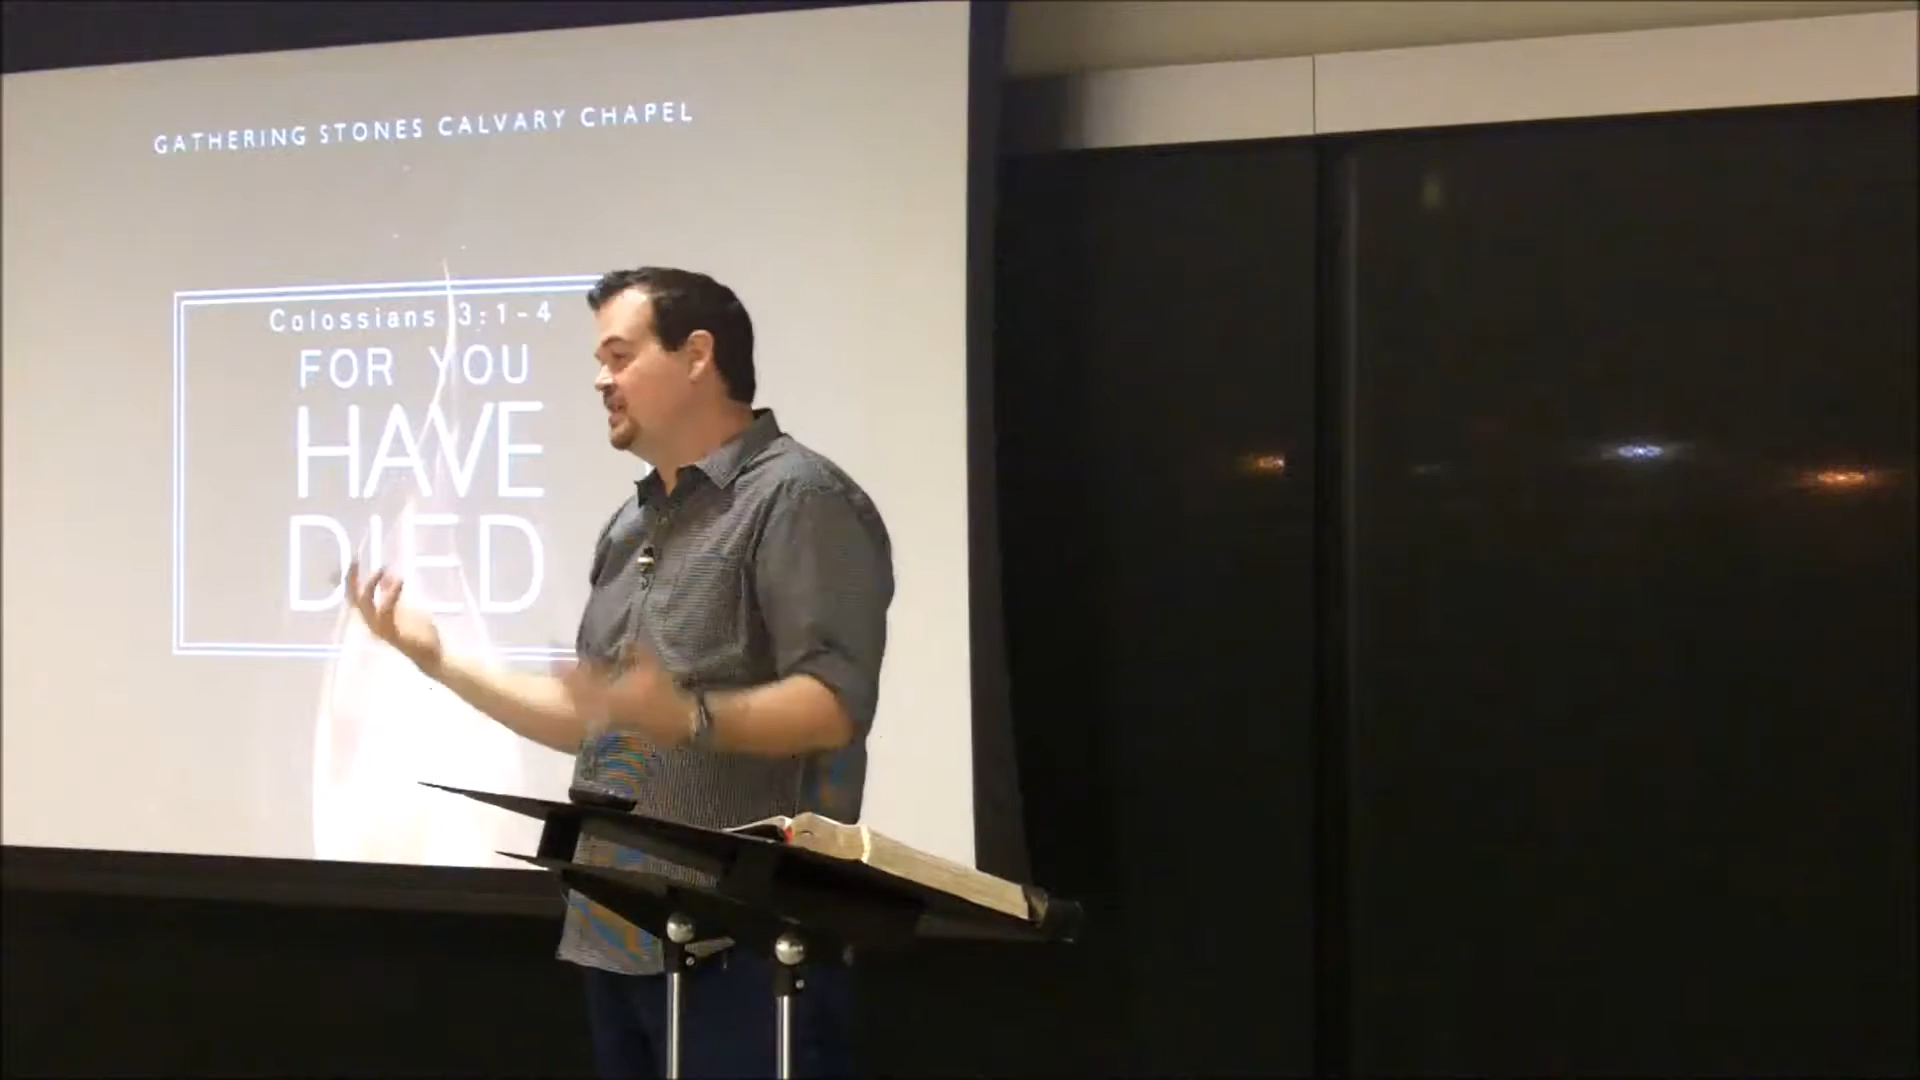 GATHERING STONES CALVARY CHAPEL
Colossians 3:1-4
FOR YOU
HAVE
DIED